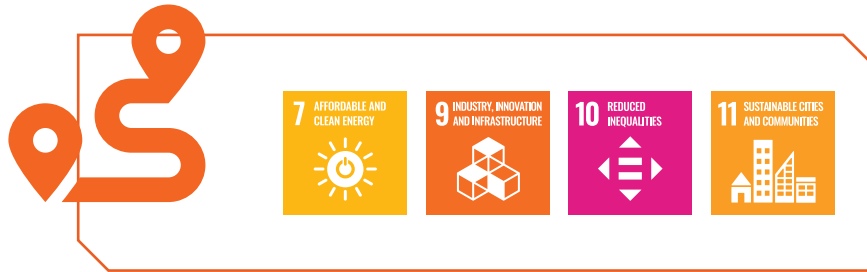 7 AFFORDABLE AND
CLEAN ENERGY
9 INDUSTRY, INNOVATION
AND INFRASTRUCTURE
10 REDUCED
INEQUALITIES
11 SUSTAINABLE CITIES
AND COMMUNITIES